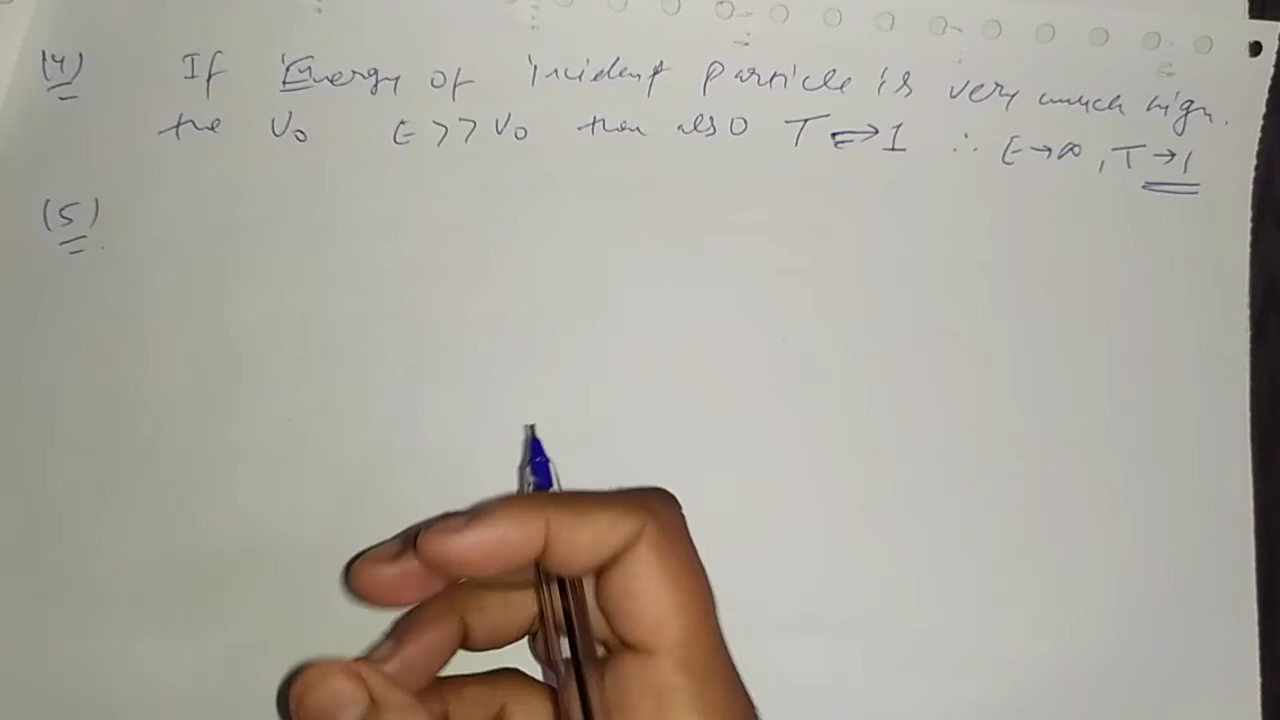 (4) If Energy of incident particle is very much high.
the V₀ E >> V₀ then also T => 1 ∴ E → ∞, T → 1
(5)